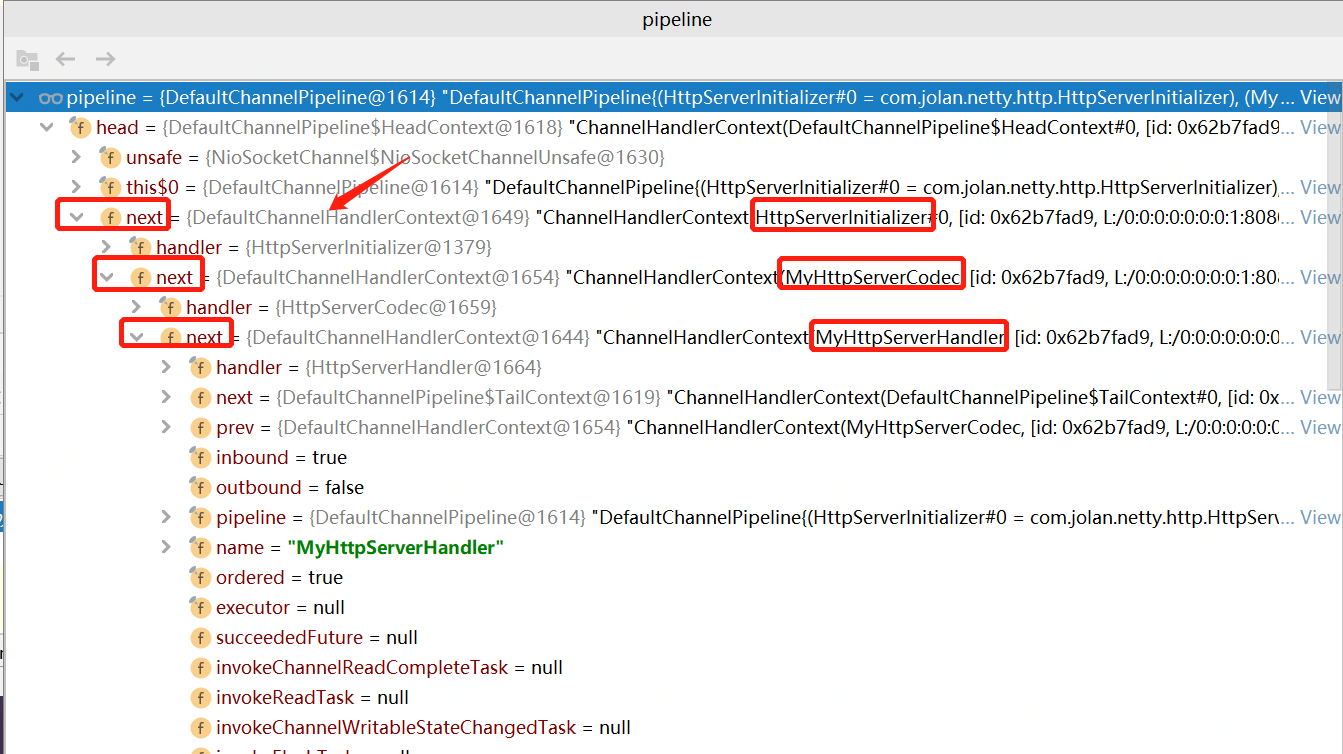 pipeline
pipeline = {DefaultChannelPipeline@1614} "DefaultChannelPipeline{(HttpServerInitializer#0 = com.jolan.netty.http.HttpServerInitializer), (My... View
f head = {DefaultChannelPipeline$HeadContext@1618} "ChannelHandlerContext(DefaultChannelPipeline$HeadContext#0, [id: 0x62b7fad9... View
f unsafe = {NioSocketChannel$NioSocketChannelUnsafe@1630}
f this$0 = {DefaultChannelPipeline@1614} "DefaultChannelPipeline{(HttpServerInitializer#0 = com.jolan.netty.http.HttpServerInitializer),... View
f next = {DefaultChannelHandlerContext@1649} "ChannelHandlerContext(HttpServerInitializer#0, [id: 0x62b7fad9, L:/0:0:0:0:0:0:0:1:8080... View
f handler = {HttpServerInitializer@1379}
f next = {DefaultChannelHandlerContext@1654} "ChannelHandlerContext(MyHttpServerCodec, [id: 0x62b7fad9, L:/0:0:0:0:0:0:0:1:808... View
f handler = {HttpServerCodec@1659}
f next = {DefaultChannelHandlerContext@1644} "ChannelHandlerContext(MyHttpServerHandler, [id: 0x62b7fad9, L:/0:0:0:0:0:0:0:1:8... View
f handler = {HttpServerHandler@1664}
f next = {DefaultChannelPipeline$TailContext@1619} "ChannelHandlerContext(DefaultChannelPipeline$TailContext#0, [id: 0x... View
f prev = {DefaultChannelHandlerContext@1654} "ChannelHandlerContext(MyHttpServerCodec, [id: 0x62b7fad9, L:/0:0:0:0:0:0... View
f inbound = true
f outbound = false
f pipeline = {DefaultChannelPipeline@1614} "DefaultChannelPipeline{(HttpServerInitializer#0 = com.jolan.netty.http.HttpServ... View
f name = "MyHttpServerHandler"
f ordered = true
f executor = null
f succeededFuture = null
f invokeChannelReadCompleteTask = null
f invokeReadTask = null
f invokeChannelWritableStateChangedTask = null